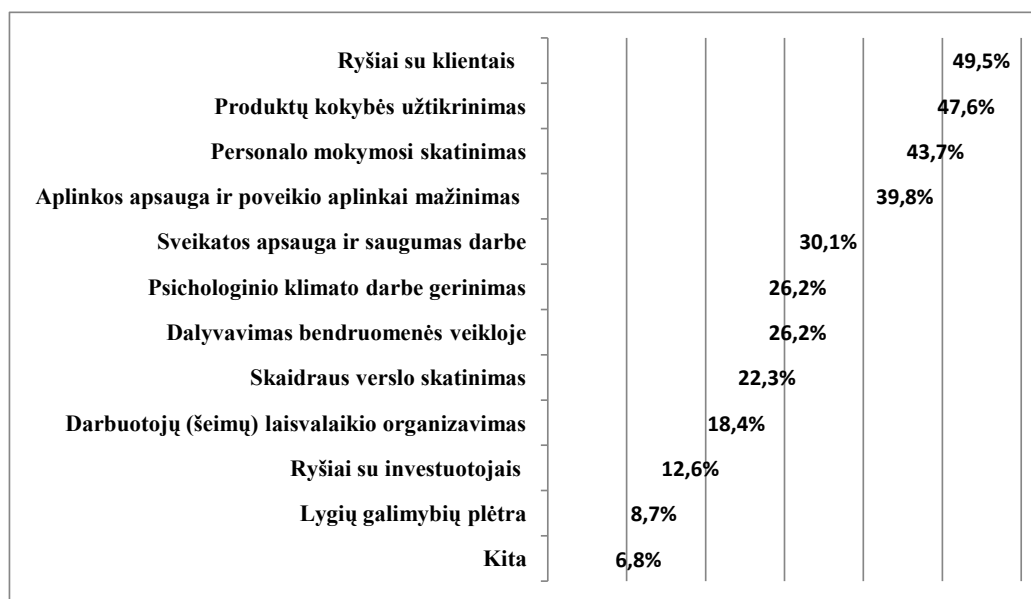 Ryšiai su klientais 49,5%
Produktų kokybės užtikrinimas 47,6%
Personalo mokymosi skatinimas 43,7%
Aplinkos apsauga ir poveikio aplinkai mažinimas 39,8%
Sveikatos apsauga ir saugumas darbe 30,1%
Psichologinio klimato darbe gerinimas 26,2%
Dalyvavimas bendruomenės veikloje 26,2%
Skaidraus verslo skatinimas 22,3%
Darbuotojų (šeimų) laisvalaikio organizavimas 18,4%
Ryšiai su investuotojais 12,6%
Lygių galimybių plėtra 8,7%
Kita 6,8%